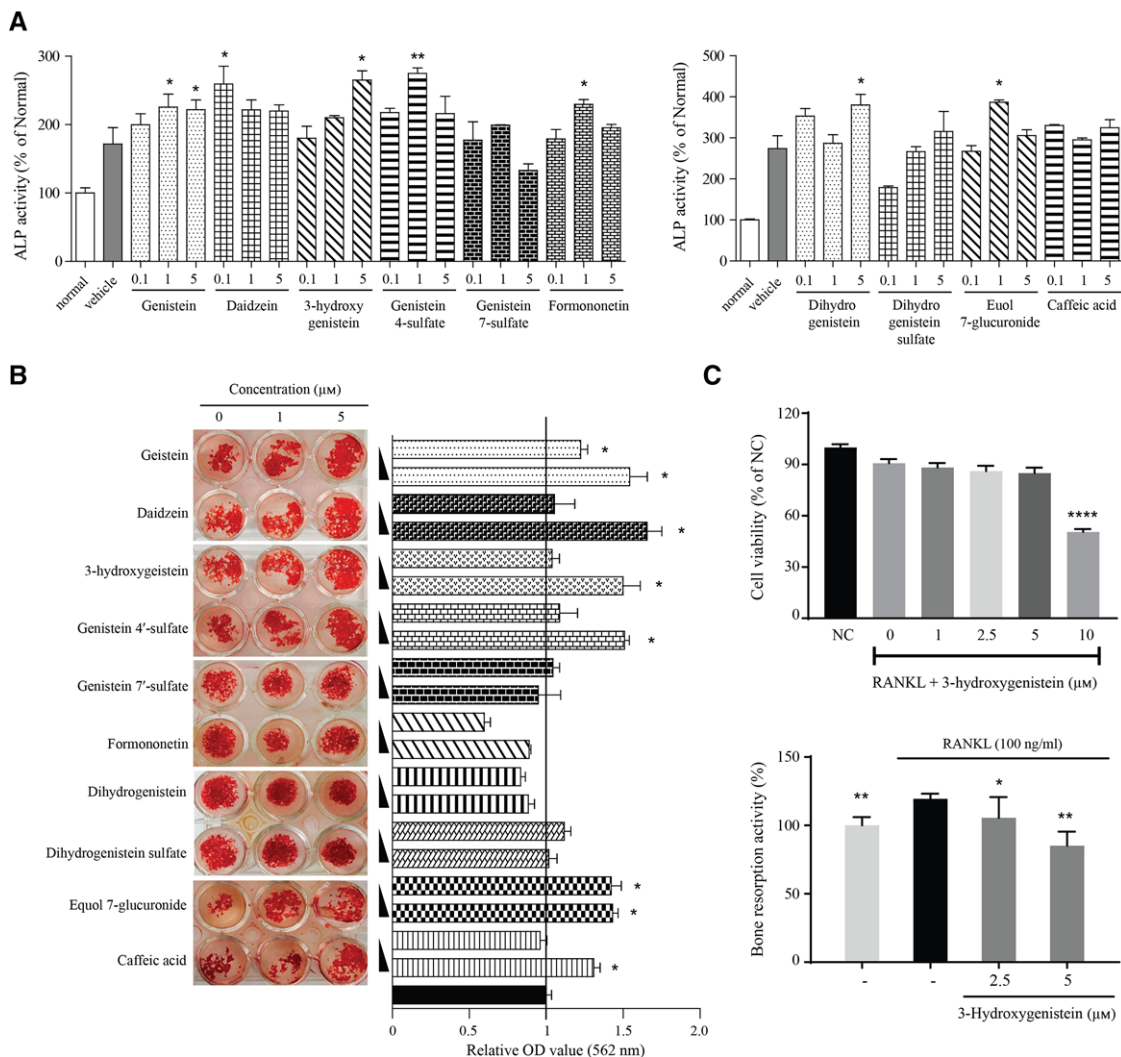 A
ALP activity (% of Normal)
300
200
100
0
* * * * ** *
normal vehicle 0.1 1 5 0.1 1 5 0.1 1 5 0.1 1 5 0.1 1 5 0.1 1 5
Genistein Daidzein 3-hydroxy genistein Genistein 4-sulfate Genistein 7-sulfate Formononetin
ALP activity (% of Normal)
500
400
300
200
100
0
* *
normal vehicle 0.1 1 5 0.1 1 5 0.1 1 5 0.1 1 5
Dihydro genistein Dihydro genistein sulfate Euol 7-glucuronide Caffeic acid
B
Concentration (μM)
0 1 5
Geistein
*
*
Daidzein
*
3-hydroxygeistein
*
Genistein 4′-sulfate
*
Genistein 7′-sulfate
Formononetin
Dihydrogenistein
Dihydrogenistein sulfate
Equol 7-glucuronide
*
*
Caffeic acid
*
0 0.5 1 1.5 2.0
Relative OD value (562 nm)
C
Cell viability (% of NC)
120
90
60
30
0
****
NC 0 1 2.5 5 10
RANKL + 3-hydroxygenistein (μM)
RANKL (100 ng/ml)
Bone resorption activity (%)
150
100
50
0
** * **
- - 2.5 5
3-Hydroxygenistein (μM)